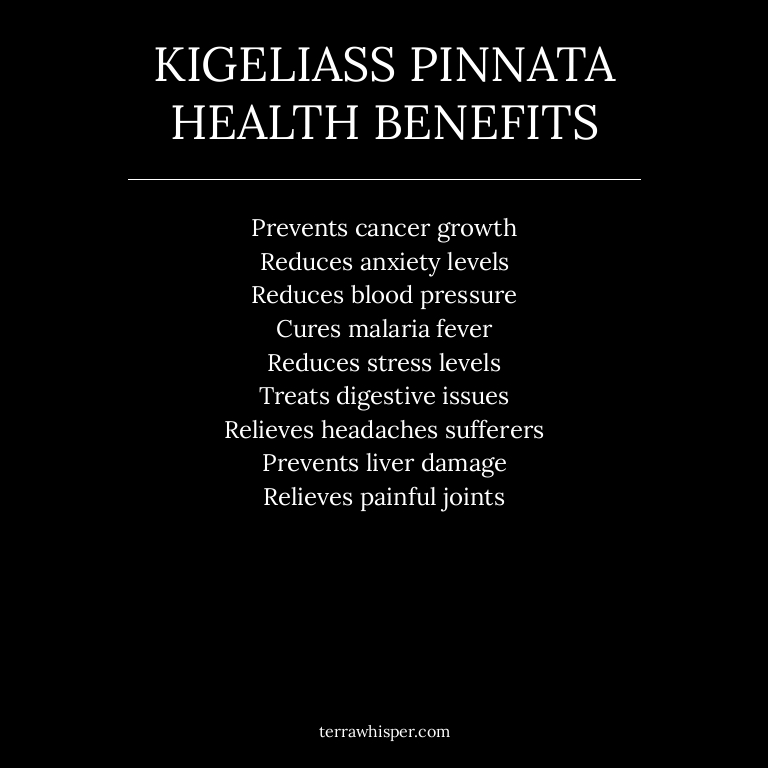 KIGELIASS PINNATA
HEALTH BENEFITS
Prevents cancer growth
Reduces anxiety levels
Reduces blood pressure
Cures malaria fever
Reduces stress levels
Treats digestive issues
Relieves headaches sufferers
Prevents liver damage
Relieves painful joints
terrawhisper.com